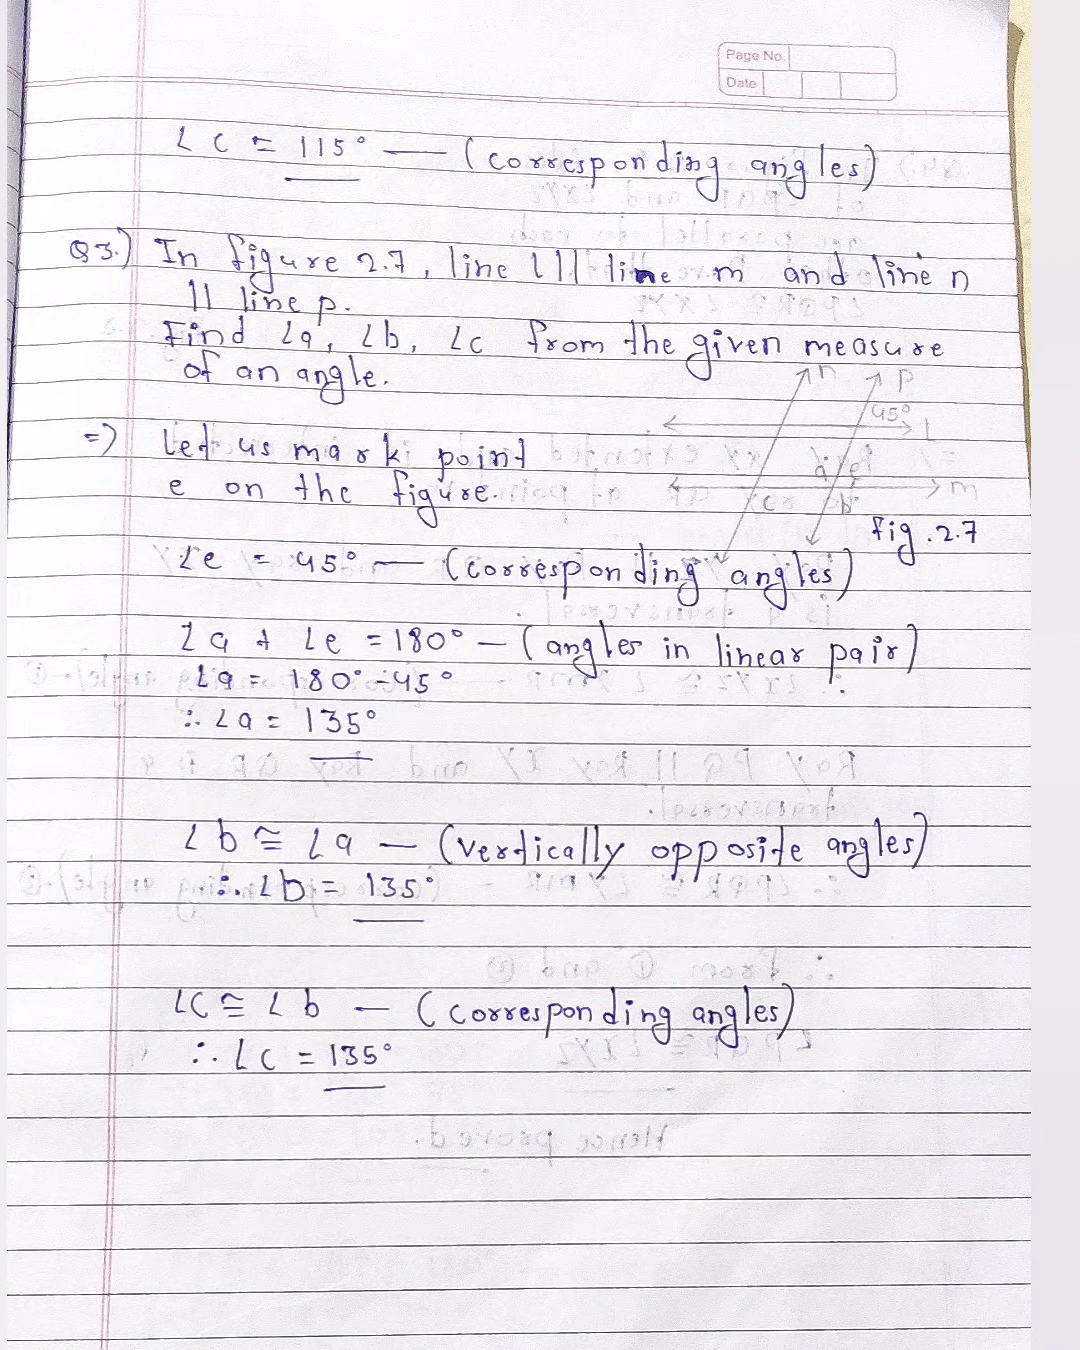 Page No.
Date
∠c = 115° — (corresponding angles)
Q3.) In figure 2.7, line l || line m and line n
|| line p.
Find ∠a, ∠b, ∠c from the given measure
of an angle.
n p
45°
l
=> Let us mark point
a e
e on the figure.
m
c b
Fig. 2.7
∠e = 45° — (corresponding angles)
∠a + ∠e = 180° — (angles in linear pair)
∠a = 180° - 45°
∴ ∠a = 135°
∠b ≅ ∠a — (vertically opposite angles)
∴ ∠b = 135°
∠c ≅ ∠b — (corresponding angles)
∴ ∠c = 135°